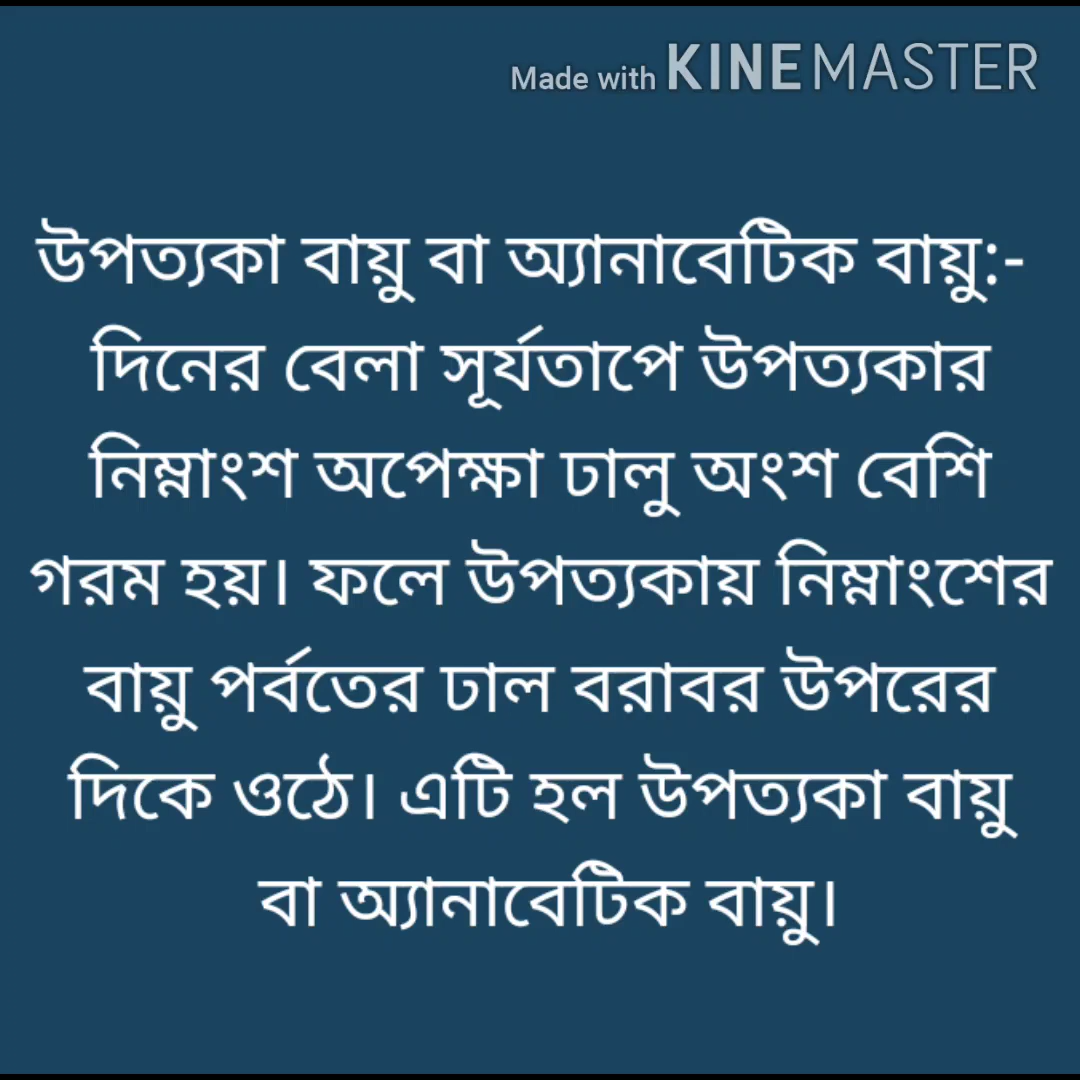 Made with KINEMASTER
উপত্যকা বায়ু বা অ্যানাবেটিক বায়ু:-
দিনের বেলা সূর্যতাপে উপত্যকার
নিম্নাংশ অপেক্ষা ঢালু অংশ বেশি
গরম হয়। ফলে উপত্যকায় নিম্নাংশের
বায়ু পর্বতের ঢাল বরাবর উপরের
দিকে ওঠে। এটি হল উপত্যকা বায়ু
বা অ্যানাবেটিক বায়ু।